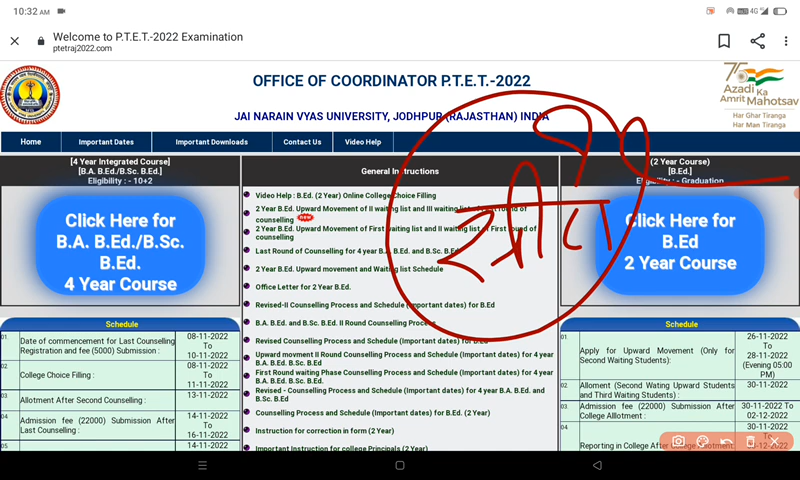 10:32 AM
4G
Welcome to P.T.E.T.-2022 Examination
ptetraj2022.com
OFFICE OF COORDINATOR P.T.E.T.-2022
JAI NARAIN VYAS UNIVERSITY, JODHPUR (RAJASTHAN) INDIA
Azadi Ka
Amrit Mahotsav
Har Ghar Tiranga
Har Man Tiranga
Home
Important Dates
Important Downloads
Contact Us
Video Help
[4 Year Integrated Course]
[B.A. B.Ed/B.Sc. B.Ed.]
Eligibility : - 10+2
Click Here for
B.A. B.Ed./B.Sc.
B.Ed.
4 Year Course
Schedule
01 Date of commencement for Last Counselling Registration and fee (5000) Submission : 08-11-2022 To 10-11-2022
02 College Choice Filling : 08-11-2022 To 11-11-2022
03 Allotment After Second Counselling : 13-11-2022
04 Admission fee (22000) Submission After Last Counselling : 14-11-2022 To 16-11-2022
05 14-11-2022
General Instructions
Video Help : B.Ed. (2 Year) Online College Choice Filling
2 Year B.Ed. Upward Movement of II waiting list and III waiting list of First round of
counselling new
2 Year B.Ed. Upward Movement of First waiting list and II waiting list of First round of
counselling
Last Round of Counselling for 4 year B.A. B.Ed. and B.Sc. B.Ed
2 Year B.Ed. Upward movement and Waiting list Schedule
Office Letter for 2 Year B.Ed.
Revised-II Counselling Process and Schedule (Important dates) for B.Ed
B.A. B.Ed. and B.Sc. B.Ed. II Round Counselling Process
Revised Counselling Process and Schedule (Important dates) for B.Ed
Upward movment II Round Counselling Process and Schedule (Important dates) for 4 year
B.A. B.Ed. B.Sc. B.Ed.
First Round waiting Phase Counselling Process and Schedule (Important dates) for 4 year
B.A. B.Ed. B.Sc. B.Ed.
Revised - Counselling Process and Schedule (Important dates) for 4 year B.A. B.Ed. and
B.Sc. B.Ed
Counselling Process and Schedule (Important dates) for B.Ed. (2 Year)
Instruction for correction in form (2 Year)
Important Instruction for college Principals (2 Year)
(2 Year Course)
[B.Ed.]
Eligibility : - Graduation
Click Here for
B.Ed
2 Year Course
Schedule
01 Apply for Upward Movement (Only for Second Waiting Students): 26-11-2022 To 28-11-2022 (Evening 05:00 PM)
02 Alloment (Second Wating Upward Students and Third Waiting Students) : 30-11-2022
03 Admission fee (22000) Submission After College Allotment : 30-11-2022 To 02-12-2022
04 Reporting in College After College Allotment: 30-11-2022 To